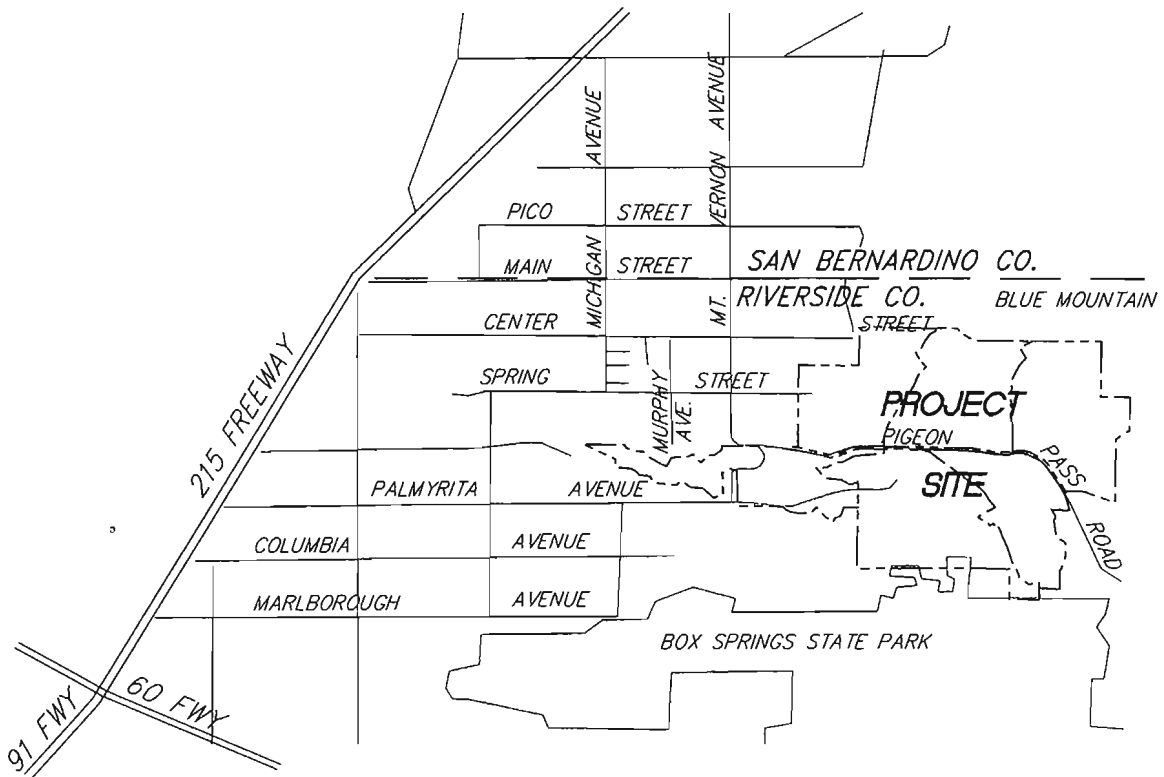 MICHIGAN AVENUE
MT. VERNON AVENUE
PICO STREET
MAIN STREET
SAN BERNARDINO CO.
RIVERSIDE CO.
BLUE MOUNTAIN
CENTER STREET
215 FREEWAY
SPRING STREET
MURPHY AVE.
PROJECT
PIGEON PASS ROAD
SITE
PALMYRITA AVENUE
COLUMBIA AVENUE
MARLBOROUGH AVENUE
BOX SPRINGS STATE PARK
60 FWY
91 FWY